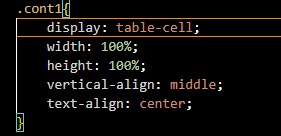 .cont1{
display: table-cell;
width: 100%;
height: 100%;
vertical-align: middle;
text-align: center;
}